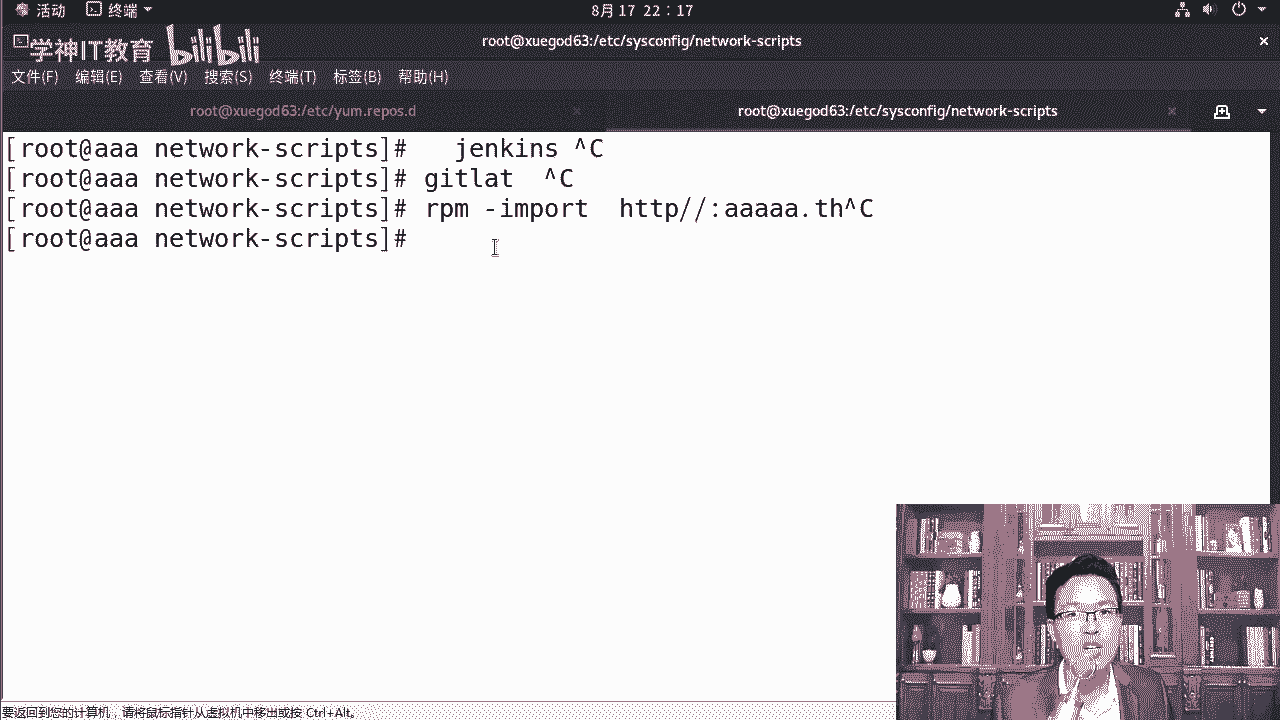 活动 终端 8月 17 22：17
学神IT教育 bilibili
root@xuegod63:/etc/sysconfig/network-scripts
文件(F) 编辑(E) 查看(V) 搜索(S) 终端(T) 标签(B) 帮助(H)
root@xuegod63:/etc/yum.repos.d root@xuegod63:/etc/sysconfig/network-scripts
[root@aaa network-scripts]#   jenkins ^C
[root@aaa network-scripts]# gitlat  ^C
[root@aaa network-scripts]# rpm -import  http//:aaaaa.th^C
[root@aaa network-scripts]#
要返回到您的计算机，请将鼠标指针从虚拟机中移出或按 Ctrl+Alt。